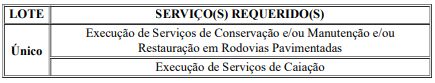 LOTE SERVIÇO(S) REQUERIDO(S)
Único
Execução de Serviços de Conservação e/ou Manutenção e/ou
Restauração em Rodovias Pavimentadas
Execução de Serviços de Caiação